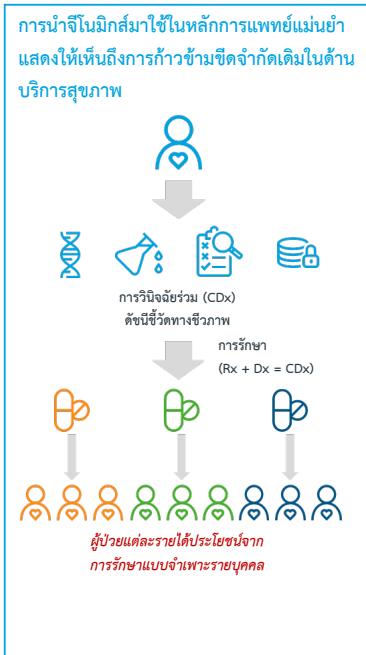 การนำจีโนมิกส์มาใช้ในหลักการแพทย์แม่นยำ
แสดงให้เห็นถึงการก้าวข้ามขีดจำกัดเดิมในด้าน
บริการสุขภาพ
การวินิจฉัยร่วม (CDx)
ดัชนีชี้วัดทางชีวภาพ
การรักษา
(Rx + Dx = CDx)
ผู้ป่วยแต่ละรายได้ประโยชน์จาก
การรักษาแบบจำเพาะรายบุคคล